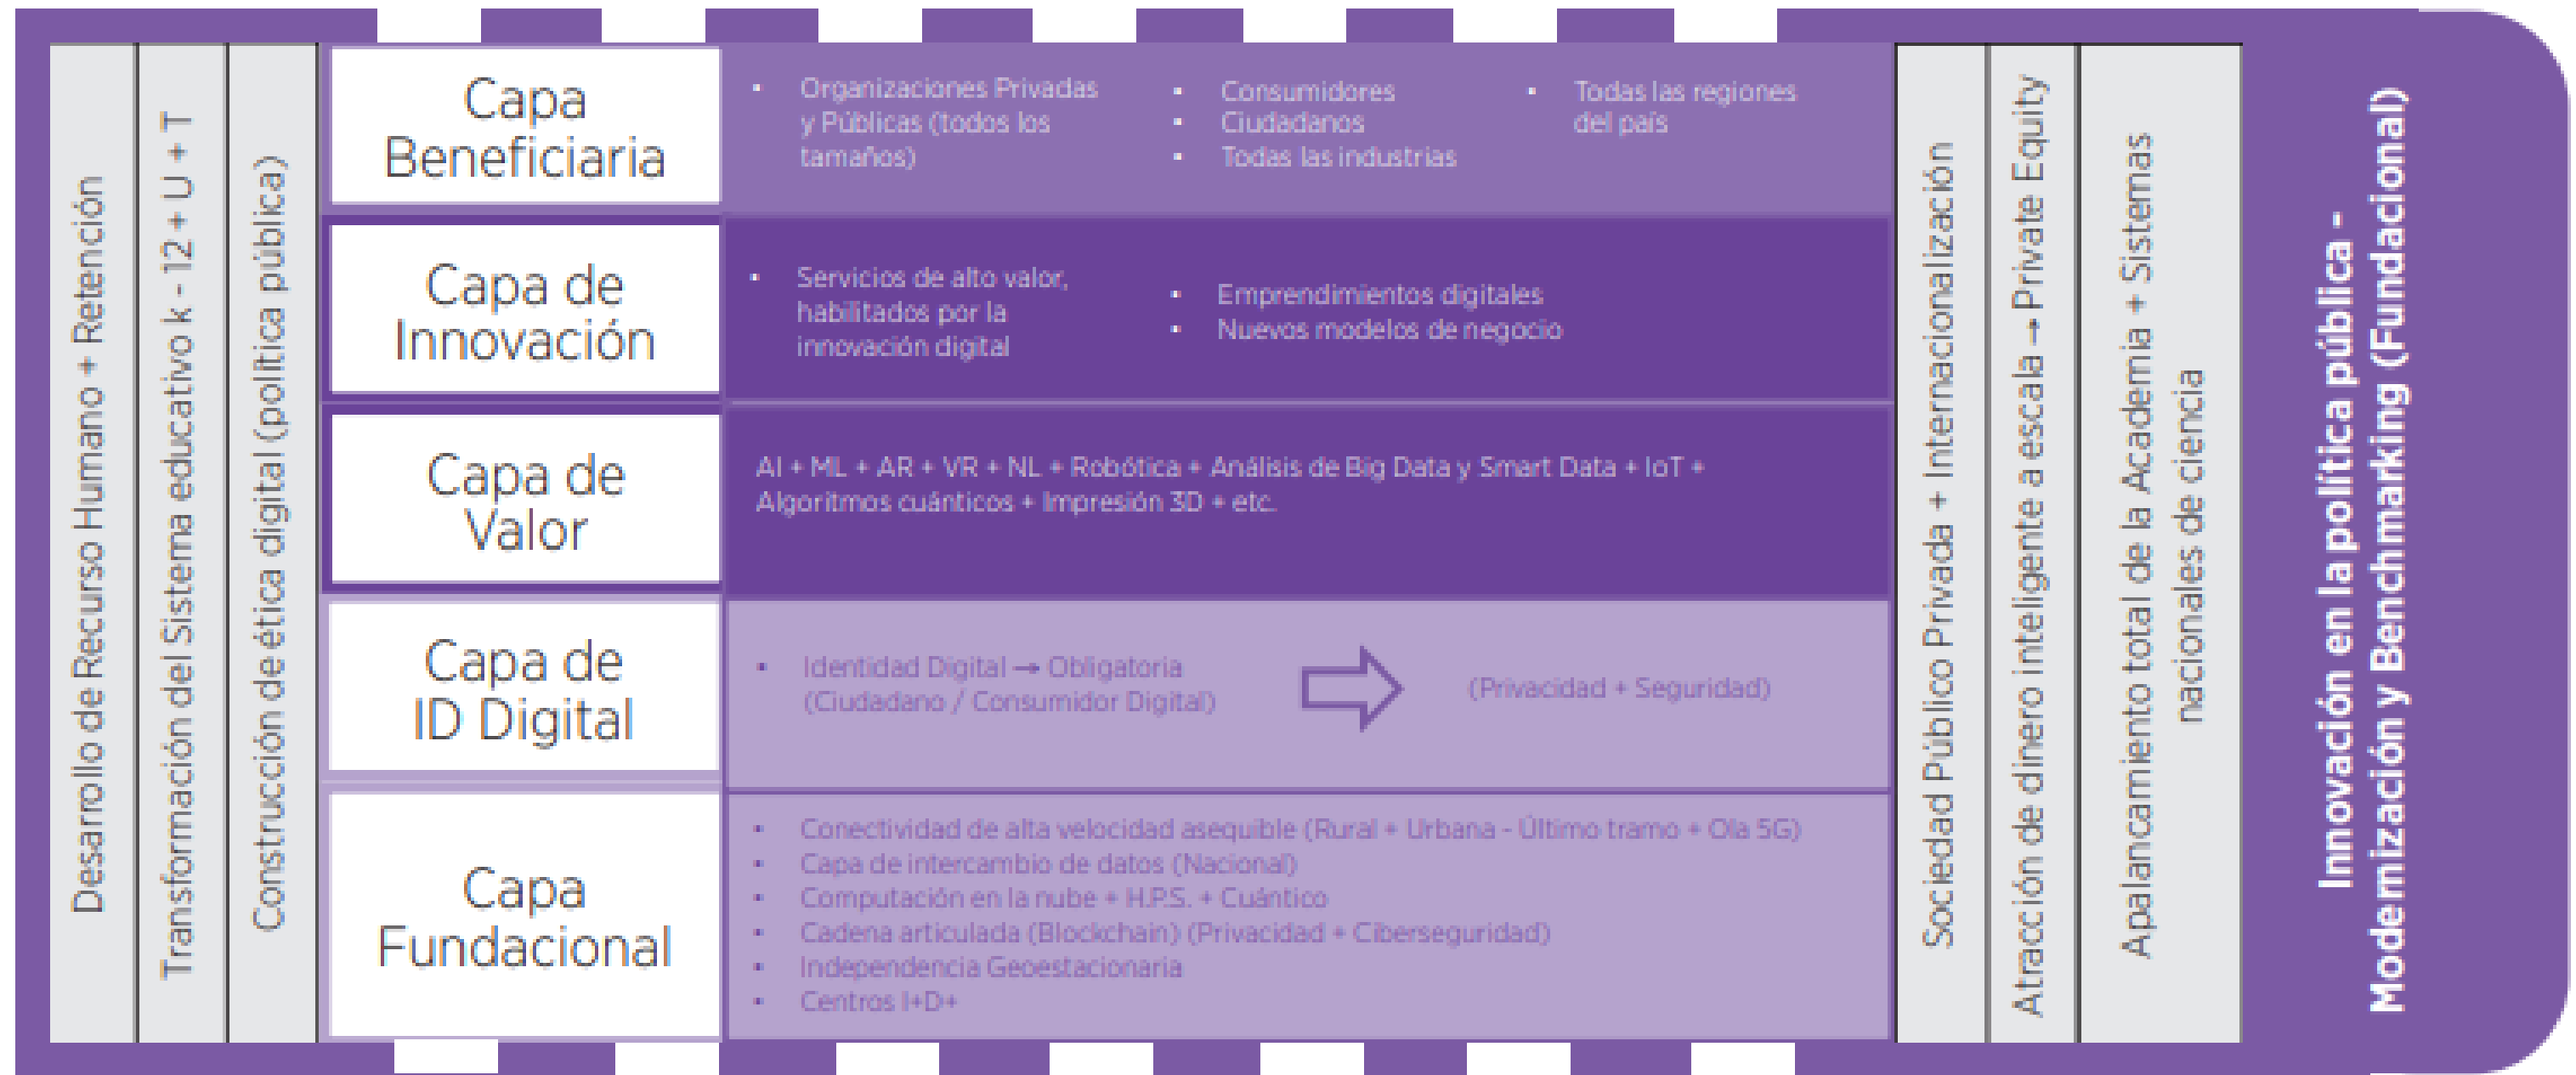 Desarrollo de Recurso Humano + Retención
Transformación del Sistema educativo k - 12 + U + T
Construcción de ética digital (política pública)
Capa
Beneficiaria
• Organizaciones Privadas
y Públicas (todos los
tamaños)
• Consumidores
• Ciudadanos
• Todas las industrias
• Todas las regiones
del país
Capa de
Innovación
• Servicios de alto valor,
habilitados por la
innovación digital
• Emprendimientos digitales
• Nuevos modelos de negocio
Capa de
Valor
AI + ML + AR + VR + NL + Robótica + Análisis de Big Data y Smart Data + IoT +
Algoritmos cuánticos + Impresión 3D + etc.
Capa de
ID Digital
• Identidad Digital → Obligatoria
(Ciudadano / Consumidor Digital)
(Privacidad + Seguridad)
Capa
Fundacional
• Conectividad de alta velocidad asequible (Rural + Urbana - Último tramo + Ola 5G)
• Capa de intercambio de datos (Nacional)
• Computación en la nube + H.P.S. + Cuántico
• Cadena articulada (Blockchain) (Privacidad + Ciberseguridad)
• Independencia Geoestacionaria
• Centros I+D+
Sociedad Público Privada + Internacionalización
Atracción de dinero inteligente a escala → Private Equity
Apalancamiento total de la Academia + Sistemas
nacionales de ciencia
Innovación en la política pública -
Modernización y Benchmarking (Fundacional)